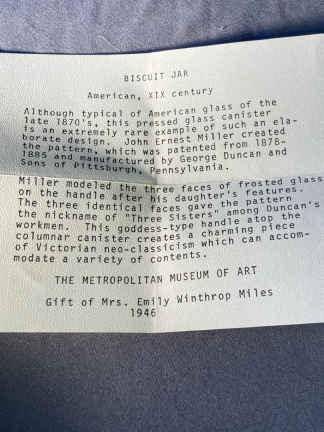 BISCUIT JAR
American, XIX century
Although typical of American glass of the
late 1870's, this pressed glass canister
is an extremely rare example of such an ela-
borate design. John Ernest Miller created
the pattern, which was patented from 1878-
1885 and manufactured by George Duncan and
Sons of Pittsburgh, Pennsylvania.
Miller modeled the three faces of frosted glass
on the handle after his daughter's features.
The three identical faces gave the pattern
the nickname of "Three Sisters" among Duncan's
workmen. This goddess-type handle atop the
columnar canister creates a charming piece
of Victorian neo-classicism which can accom-
modate a variety of contents.
THE METROPOLITAN MUSEUM OF ART
Gift of Mrs. Emily Winthrop Miles
1946